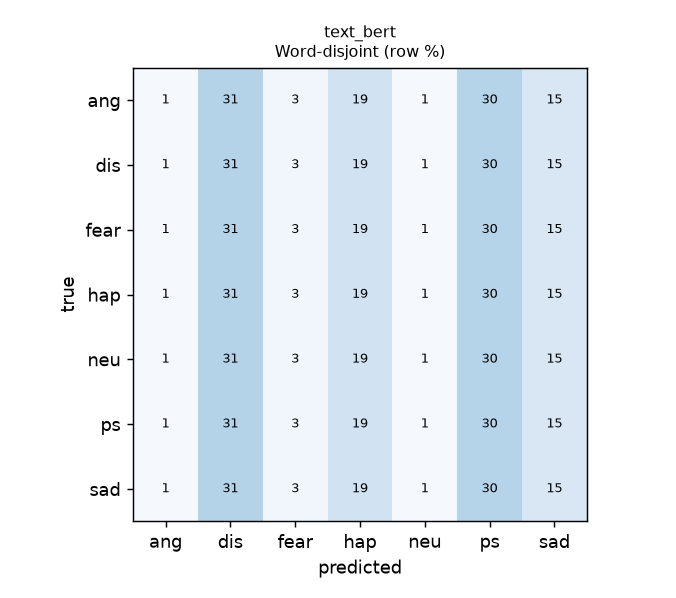 text_bert
Word-disjoint (row %)
ang 1 31 3 19 1 30 15
dis 1 31 3 19 1 30 15
fear 1 31 3 19 1 30 15
hap 1 31 3 19 1 30 15
neu 1 31 3 19 1 30 15
ps 1 31 3 19 1 30 15
sad 1 31 3 19 1 30 15
true
ang dis fear hap neu ps sad
predicted